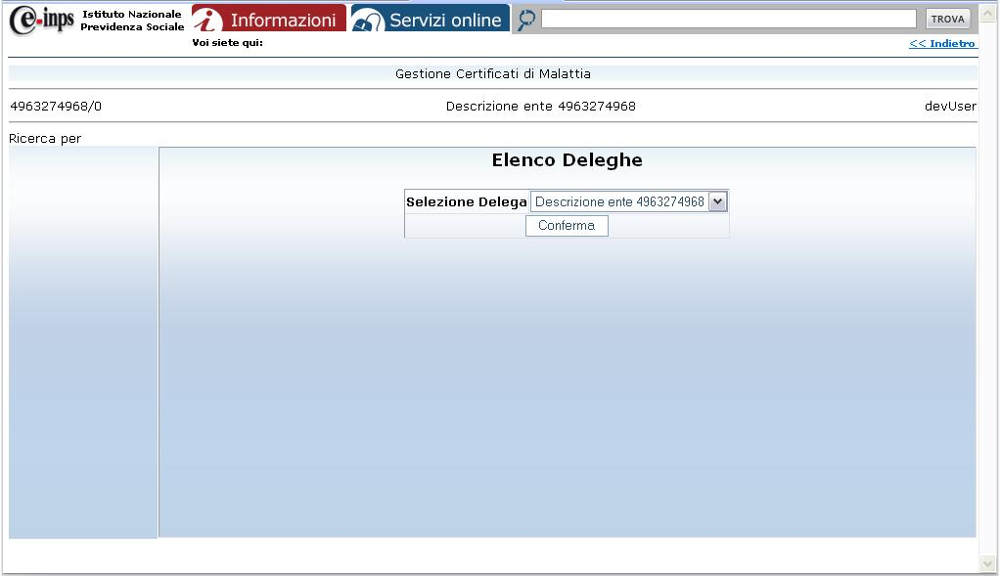 e-inps Istituto Nazionale Previdenza Sociale
Informazioni
Servizi online
TROVA
Voi siete qui:
<< Indietro
Gestione Certificati di Malattia
4963274968/0 Descrizione ente 4963274968 devUser
Ricerca per
Elenco Deleghe
Selezione Delega Descrizione ente 4963274968
Conferma